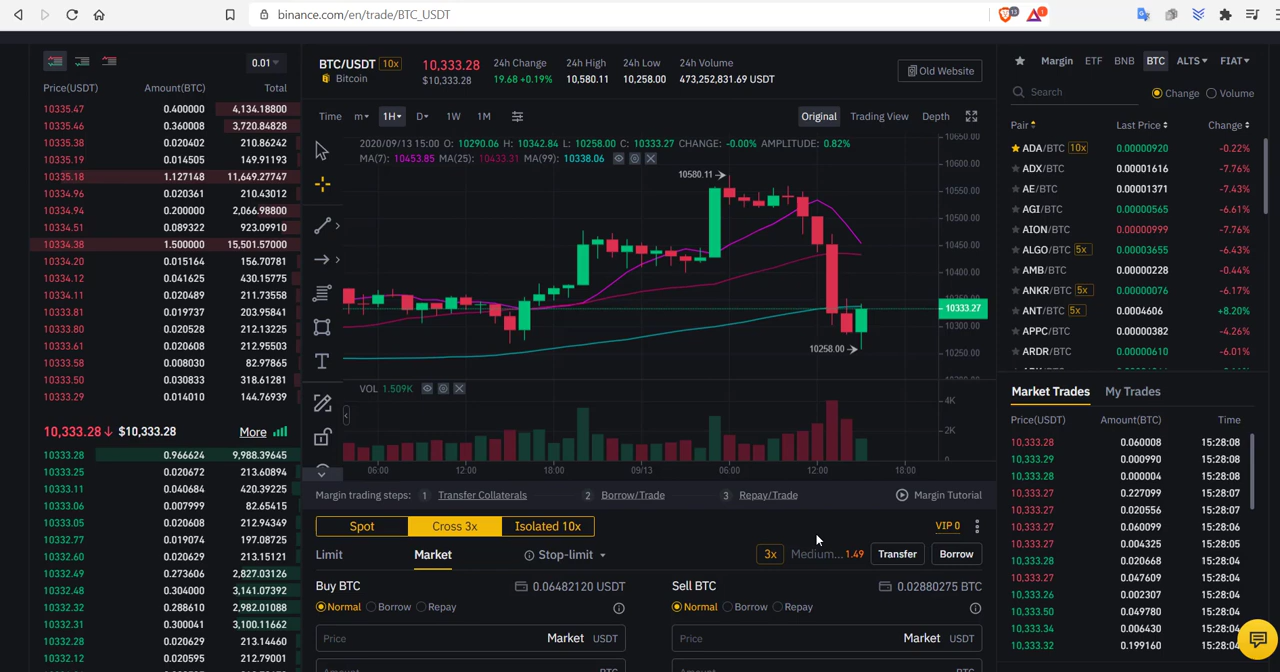 binance.com/en/trade/BTC_USDT
13
1
0.01
Price(USDT) Amount(BTC) Total
10335.47 0.400000 4,134.18800
10335.46 0.360008 3,720.84828
10335.38 0.020402 210.86242
10335.19 0.014505 149.91193
10335.18 1.127148 11,649.27747
10334.96 0.020361 210.43012
10334.94 0.200000 2,066.98800
10334.51 0.089322 923.09910
10334.38 1.500000 15,501.57000
10334.20 0.015164 156.70781
10334.12 0.041625 430.15775
10334.11 0.020489 211.73558
10333.81 0.019737 203.95841
10333.80 0.020528 212.13225
10333.61 0.020608 212.95503
10333.58 0.008030 82.97865
10333.50 0.030833 318.61281
10333.29 0.014010 144.76939
10,333.28 $10,333.28 More
10333.28 0.966624 9,988.39645
10333.25 0.020672 213.60894
10333.11 0.040684 420.39225
10333.06 0.007999 82.65415
10333.05 0.020608 212.94349
10332.77 0.019074 197.08725
10332.60 0.020639 213.15121
10332.49 0.273606 2,827.03126
10332.48 0.304000 3,141.07392
10332.32 0.288610 2,982.01088
10332.31 0.300041 3,100.11662
10332.28 0.020629 213.14460
10332.12 0.020595 212.79001
BTC/USDT 10x
Bitcoin
10,333.28
$10,333.28
24h Change
19.68 +0.19%
24h High
10,580.11
24h Low
10,258.00
24h Volume
473,252,831.69 USDT
Old Website
Time m 1H D 1W 1M
Original Trading View Depth
2020/09/13 15:00 O: 10290.06 H: 10342.84 L: 10258.00 C: 10333.27 CHANGE: -0.00% AMPLITUDE: 0.82%
MA(7): 10453.85 MA(25): 10433.31 MA(99): 10338.06
10580.11
10258.00
10650.00
10600.00
10550.00
10500.00
10450.00
10400.00
10333.27
10300.00
10250.00
VOL 1.509K
4K
2K
0
06:00 12:00 18:00 09/13 06:00 12:00 18:00
Margin trading steps: 1 Transfer Collaterals 2 Borrow/Trade 3 Repay/Trade Margin Tutorial
Spot Cross 3x Isolated 10x VIP 0
Limit Market Stop-limit 3x Medium... 1.49 Transfer Borrow
Buy BTC 0.06482120 USDT
Normal Borrow Repay
Price Market USDT
Sell BTC 0.02880275 BTC
Normal Borrow Repay
Price Market USDT
Margin ETF BNB BTC ALTS FIAT
Search Change Volume
Pair Last Price Change
ADA/BTC 10x 0.00000920 -0.22%
ADX/BTC 0.00001616 -7.76%
AE/BTC 0.00001371 -7.43%
AGI/BTC 0.00000565 -6.61%
AION/BTC 0.00000999 -7.76%
ALGO/BTC 5x 0.00003655 -6.43%
AMB/BTC 0.00000228 -0.44%
ANKR/BTC 5x 0.00000076 -6.17%
ANT/BTC 5x 0.0004606 +8.20%
APPC/BTC 0.00000382 -4.26%
ARDR/BTC 0.00000610 -6.01%
Market Trades My Trades
Price(USDT) Amount(BTC) Time
10,333.28 0.060008 15:28:08
10,333.29 0.000990 15:28:08
10,333.28 0.000004 15:28:08
10,333.27 0.227099 15:28:07
10,333.27 0.020556 15:28:07
10,333.27 0.060099 15:28:06
10,333.27 0.004325 15:28:05
10,333.28 0.020668 15:28:04
10,333.27 0.047609 15:28:04
10,333.26 0.002307 15:28:04
10,333.50 0.049780 15:28:04
10,333.34 0.006430 15:28:04
10,333.32 0.199160 15:28:04